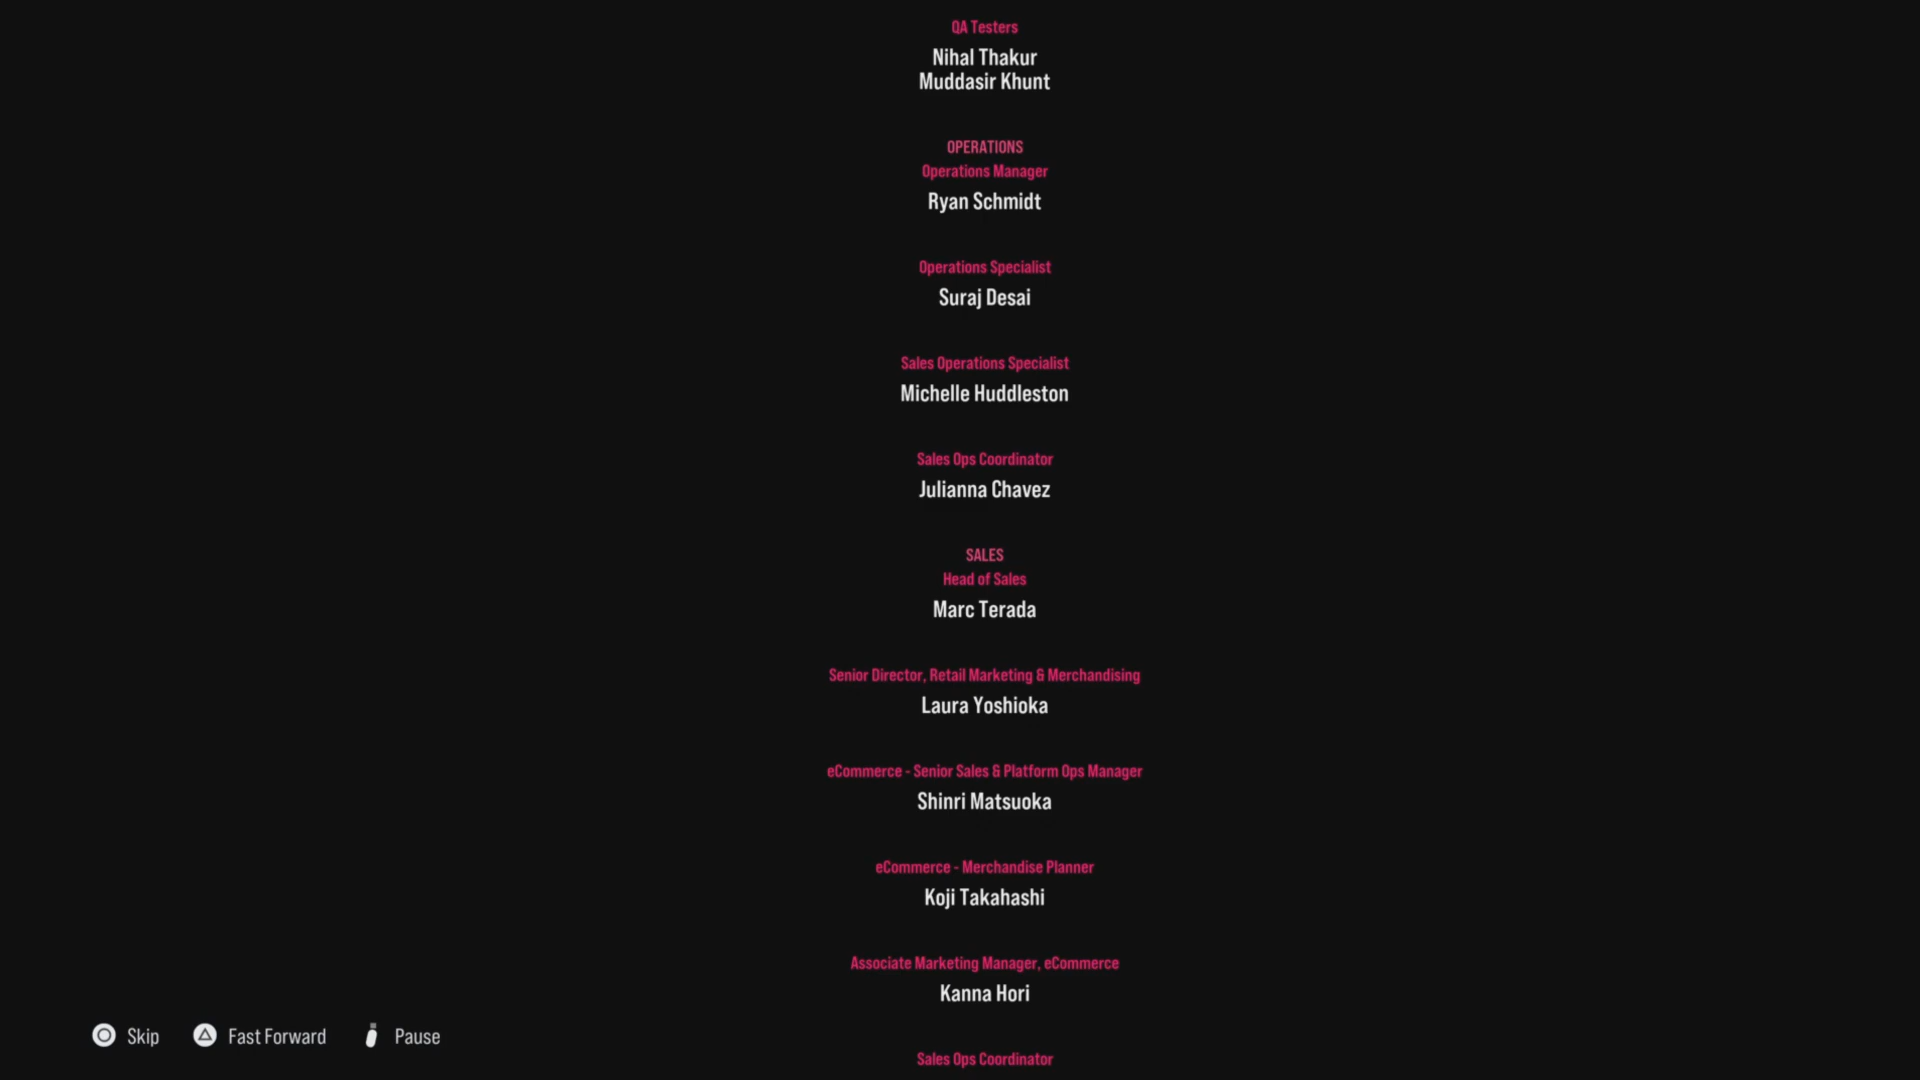 QA Testers
Nihal Thakur
Muddasir Khunt
OPERATIONS
Operations Manager
Ryan Schmidt
Operations Specialist
Suraj Desai
Sales Operations Specialist
Michelle Huddleston
Sales Ops Coordinator
Julianna Chavez
SALES
Head of Sales
Marc Terada
Senior Director, Retail Marketing & Merchandising
Laura Yoshioka
eCommerce - Senior Sales & Platform Ops Manager
Shinri Matsuoka
eCommerce - Merchandise Planner
Koji Takahashi
Associate Marketing Manager, eCommerce
Kanna Hori
Sales Ops Coordinator
Skip Fast Forward Pause